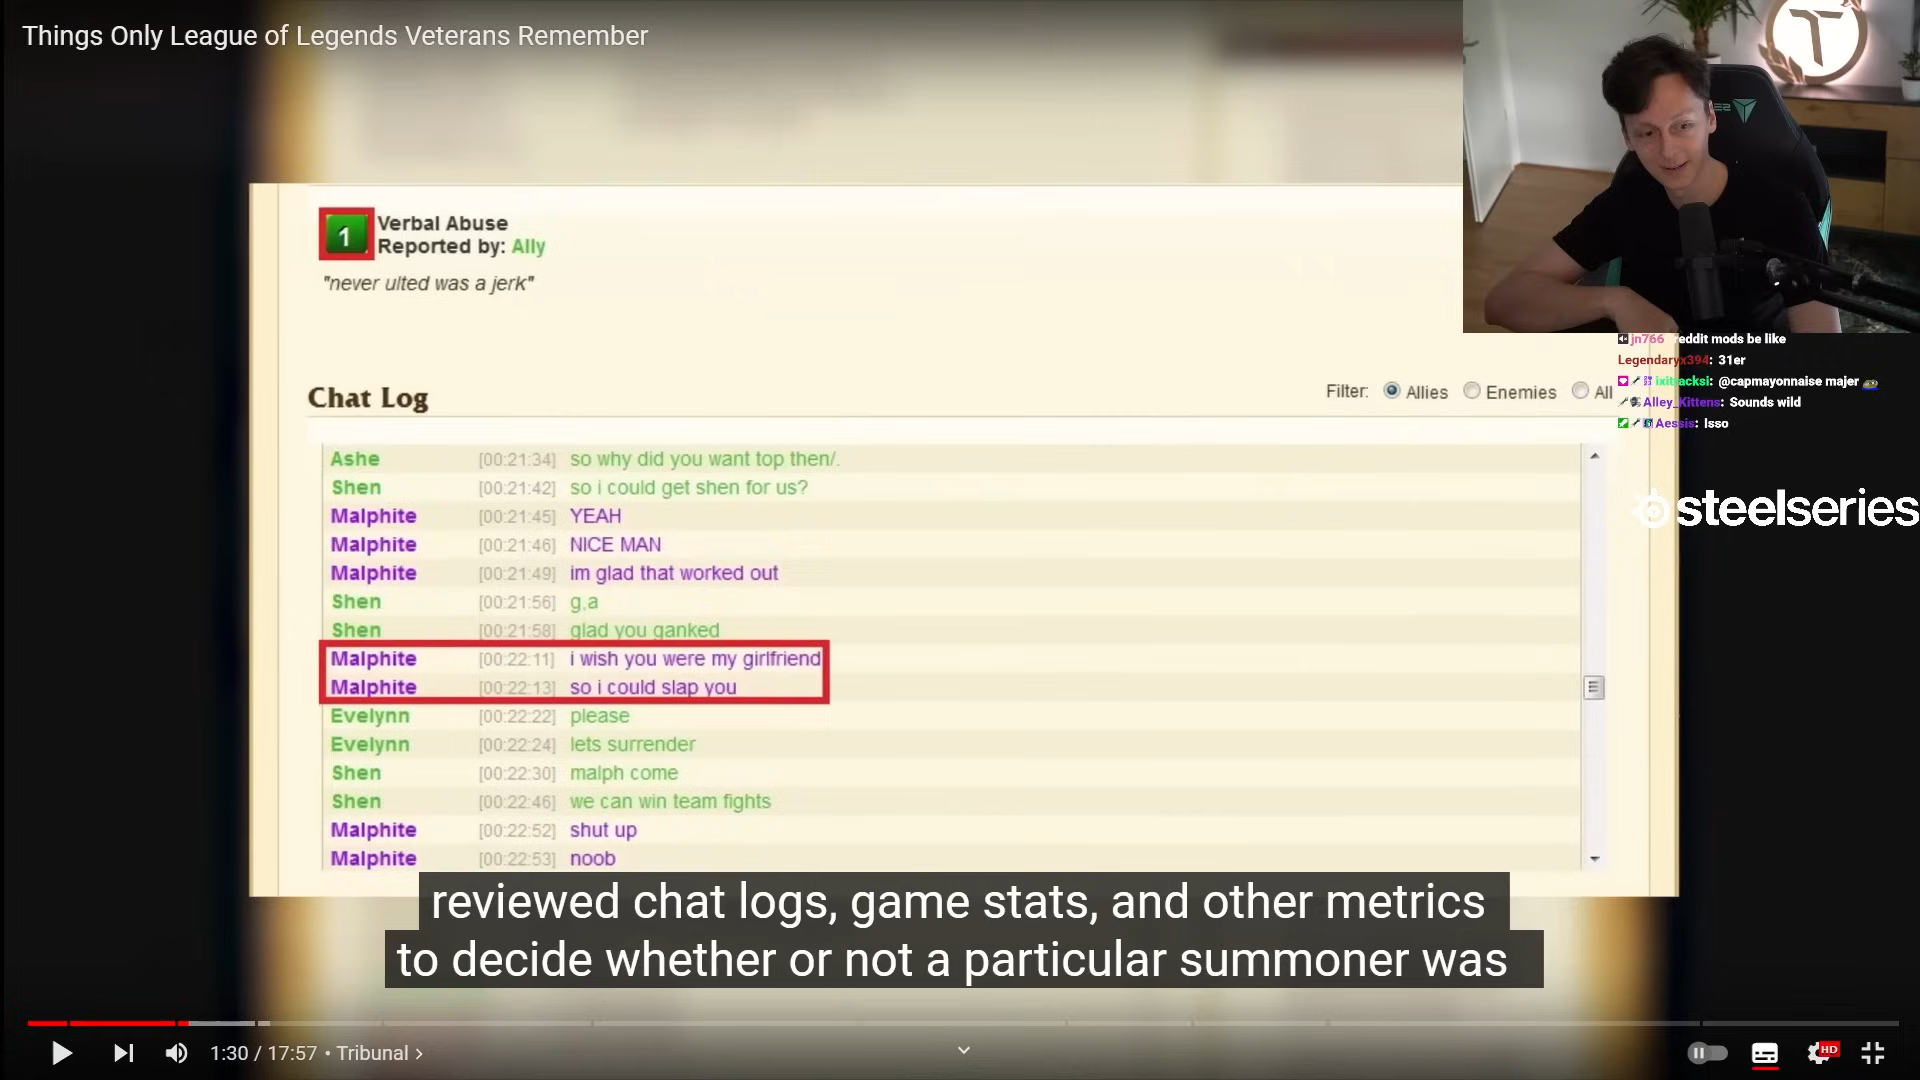 Things Only League of Legends Veterans Remember
1
Verbal Abuse
Reported by: Ally
"never ulted was a jerk"
Chat Log
Filter: Allies Enemies All
Ashe [00:21:34] so why did you want top then/.
Shen [00:21:42] so i could get shen for us?
Malphite [00:21:45] YEAH
Malphite [00:21:46] NICE MAN
Malphite [00:21:49] im glad that worked out
Shen [00:21:56] g,a
Shen [00:21:58] glad you ganked
Malphite [00:22:11] i wish you were my girlfriend
Malphite [00:22:13] so i could slap you
Evelynn [00:22:22] please
Evelynn [00:22:24] lets surrender
Shen [00:22:30] malph come
Shen [00:22:46] we can win team fights
Malphite [00:22:52] shut up
Malphite [00:22:53] noob
reviewed chat logs, game stats, and other metrics
to decide whether or not a particular summoner was
1:30 / 17:57 • Tribunal ›
HD
jn766 reddit mods be like
Legendaryx394: 31er
: @capmayonnaise majer
Alley_Kittens: Sounds wild
Aessis: Isso
steelseries